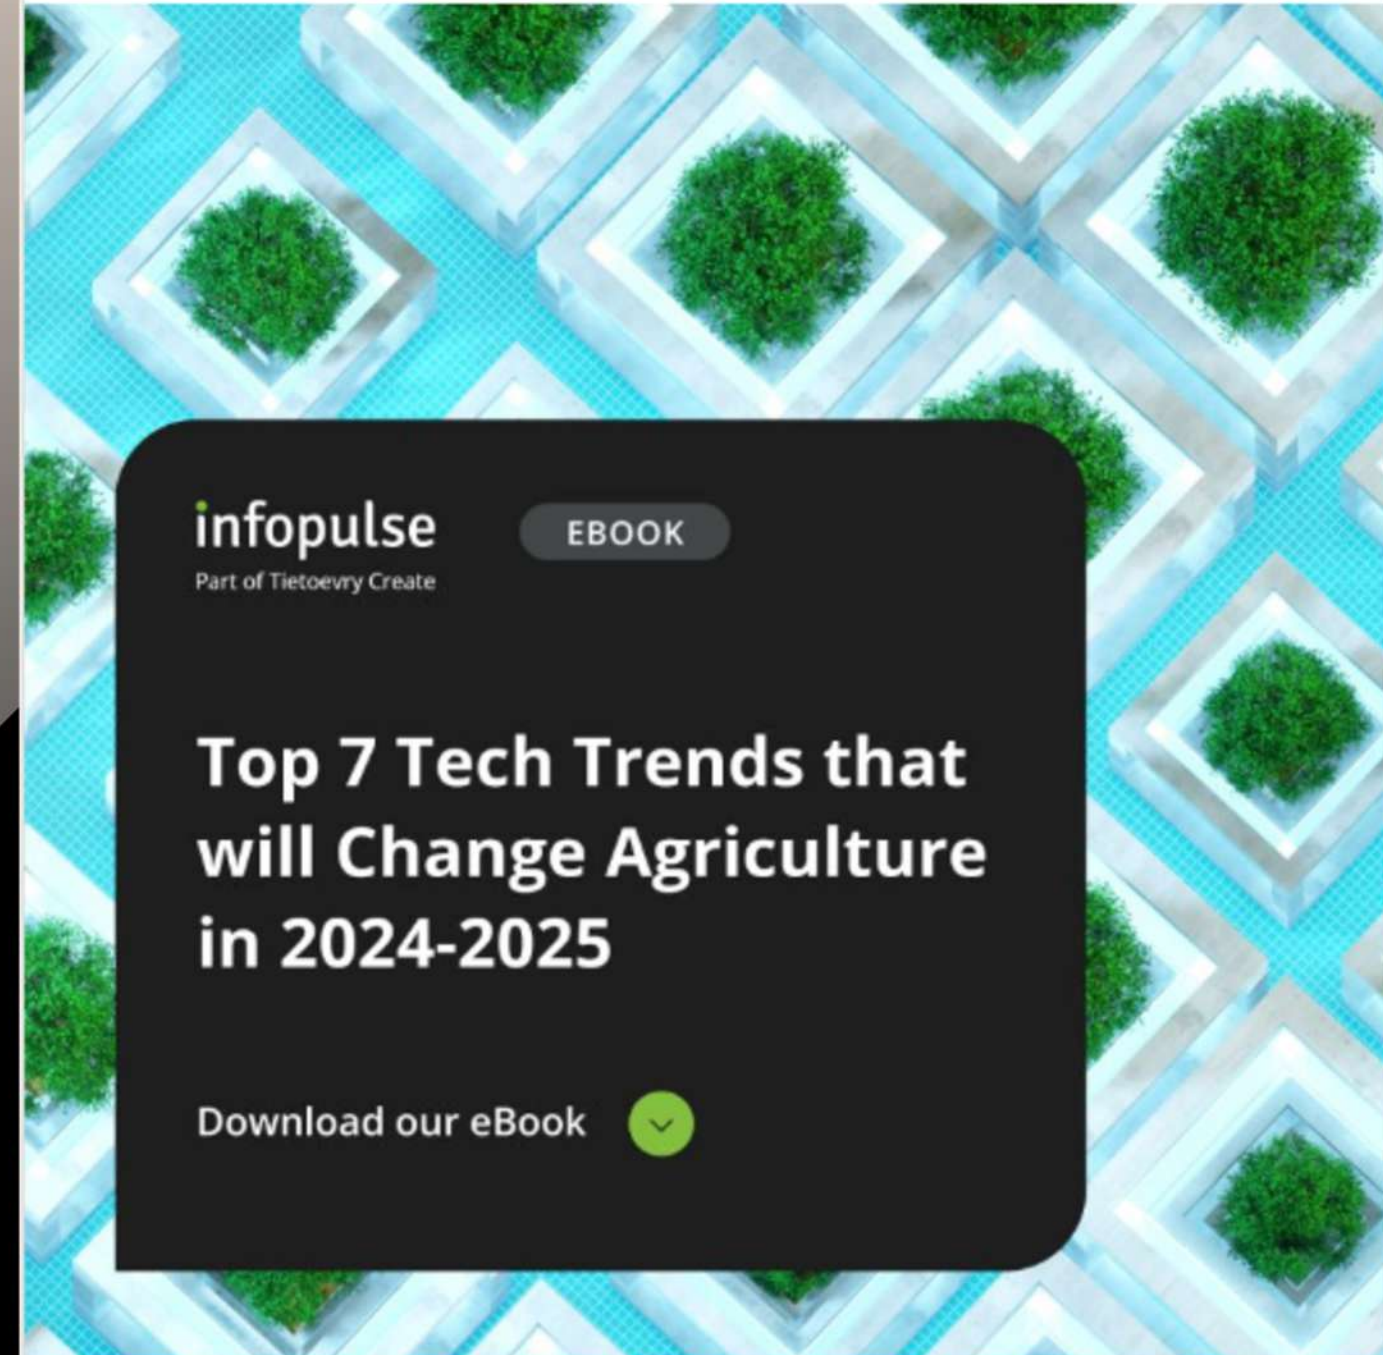 infopulse
EBOOK
Part of Tietoevry Create
Top 7 Tech Trends that
will Change Agriculture
in 2024-2025
Download our eBook